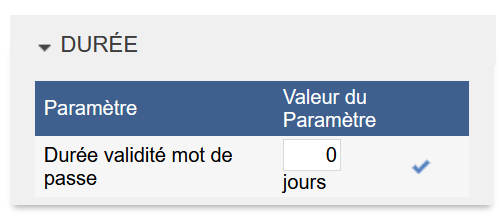 DURÉE
Paramètre
Valeur du
Paramètre
Durée validité mot de
passe
0
jours